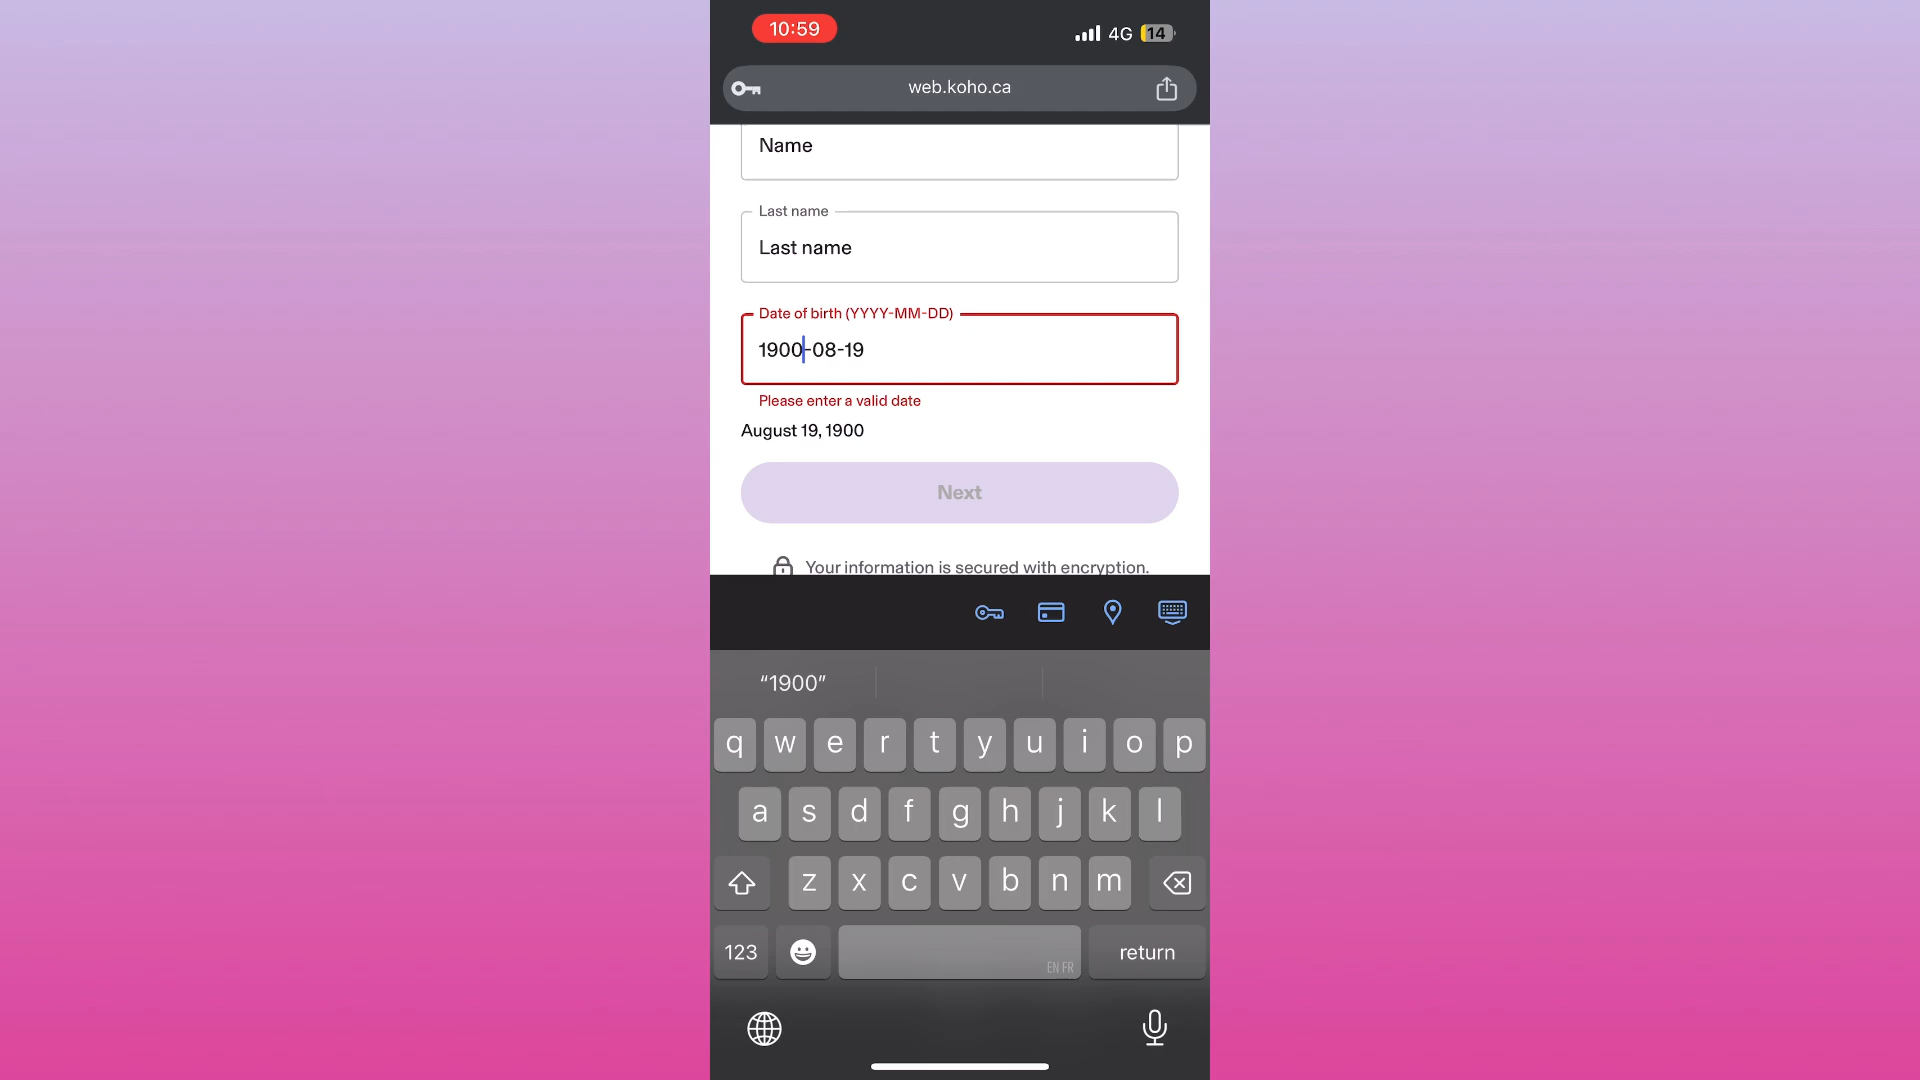 10:59
4G 14
web.koho.ca
Name
Last name
Last name
Date of birth (YYYY-MM-DD)
1900-08-19
Please enter a valid date
August 19, 1900
Next
Your information is secured with encryption.
“1900”
q w e r t y u i o p
a s d f g h j k l
z x c v b n m
123 return
EN FR